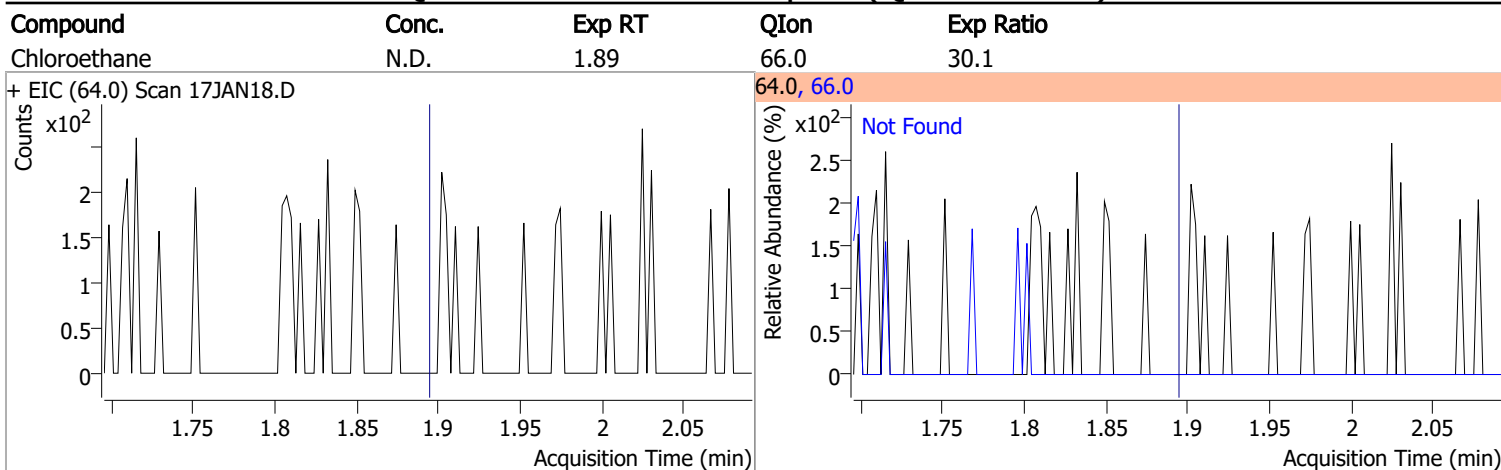 Compound Conc. Exp RT QIon Exp Ratio
Chloroethane N.D. 1.89 66.0 30.1
+ EIC (64.0) Scan 17JAN18.D
Counts
x10²
2
1.5
1
0.5
0
1.75 1.8 1.85 1.9 1.95 2 2.05
Acquisition Time (min)
64.0, 66.0
Relative Abundance (%)
x10²
Not Found
2.5
2
1.5
1
0.5
0
1.75 1.8 1.85 1.9 1.95 2 2.05
Acquisition Time (min)